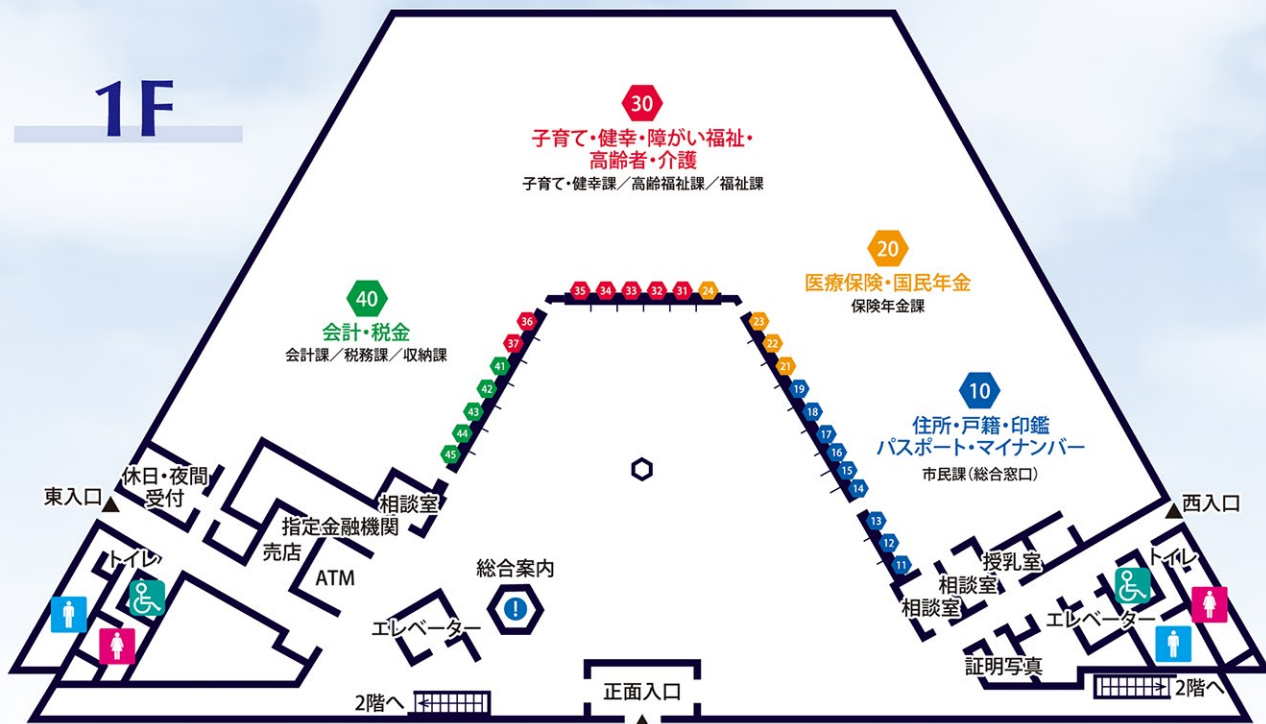 1F
30
子育て・健幸・障がい福祉・
高齢者・介護
子育て・健幸課／高齢福祉課／福祉課
20
医療保険・国民年金
保険年金課
40
会計・税金
会計課／税務課／収納課
10
住所・戸籍・印鑑
パスポート・マイナンバー
市民課（総合窓口）
35 34 33 32 31 24
36
37
41
42
43
44
45
23
22
21
19
18
17
16
15
14
13
12
11
休日・夜間
受付
東入口
相談室
指定金融機関
売店
ATM
トイレ
エレベーター
総合案内
!
2階へ
正面入口
西入口
トイレ
授乳室
相談室
相談室
エレベーター
証明写真
2階へ